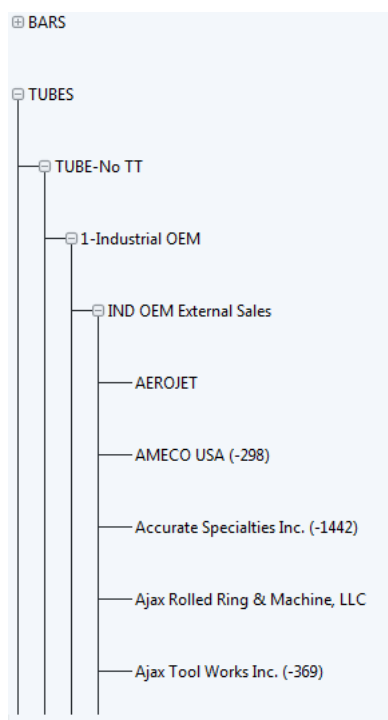 BARS
TUBES
TUBE-No TT
1-Industrial OEM
IND OEM External Sales
AEROJET
AMECO USA (-298)
Accurate Specialties Inc. (-1442)
Ajax Rolled Ring & Machine, LLC
Ajax Tool Works Inc. (-369)